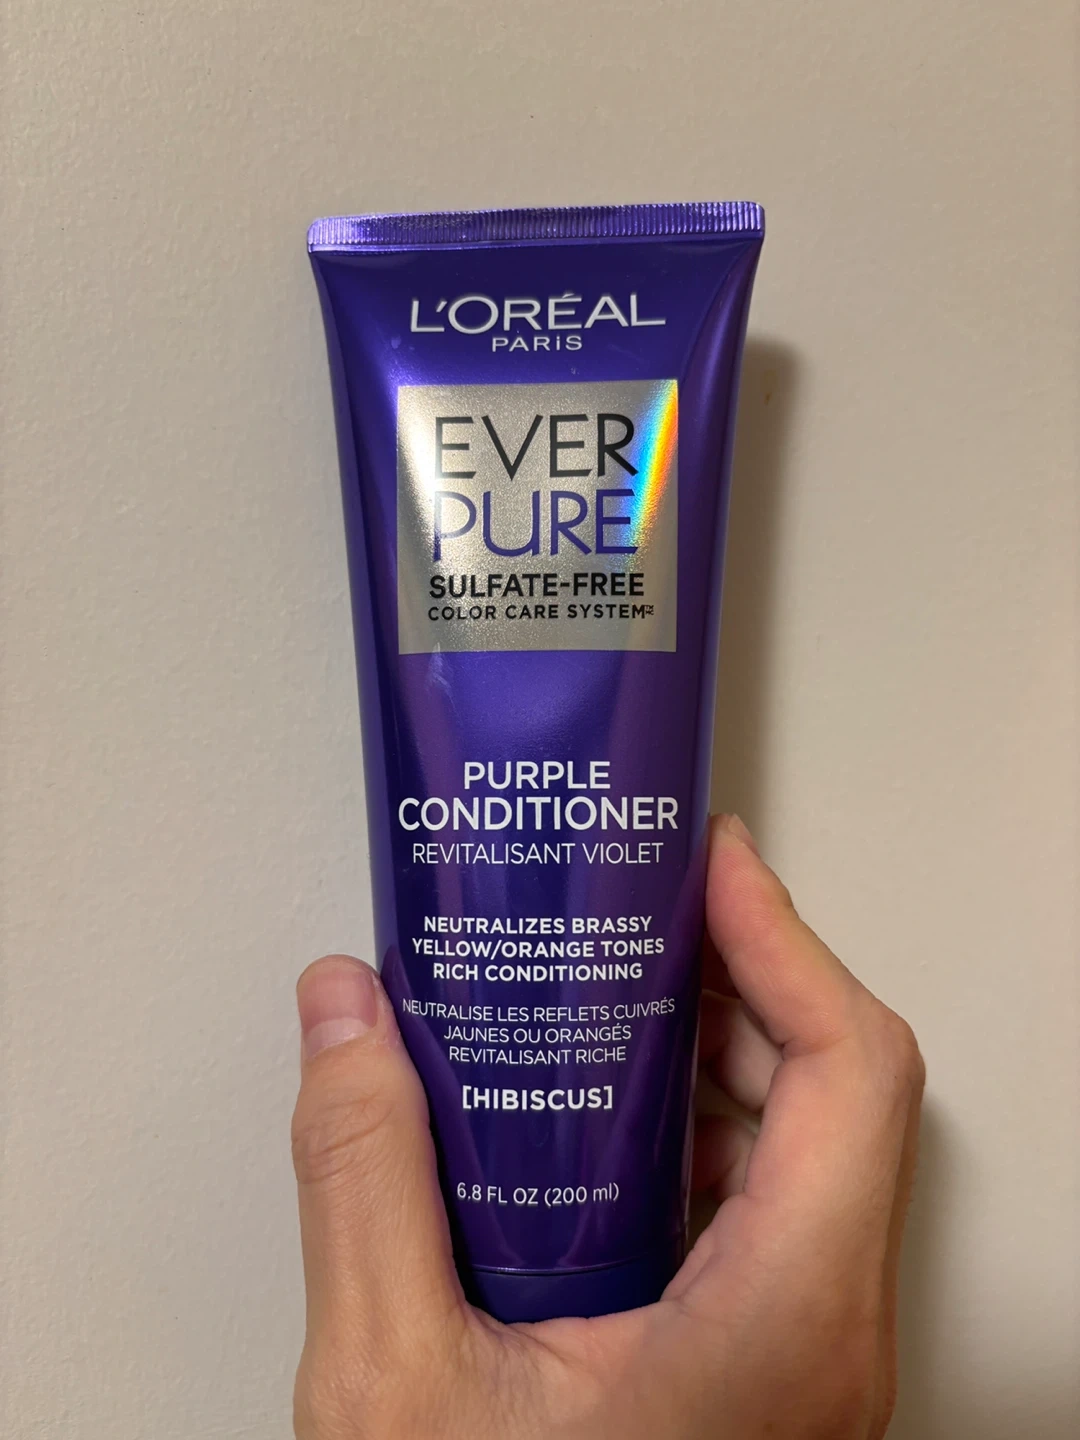 L'ORÉAL
PARIS
EVER
PURE
SULFATE-FREE
COLOR CARE SYSTEM
PURPLE
CONDITIONER
REVITALISANT VIOLET
NEUTRALIZES BRASSY
YELLOW/ORANGE TONES
RICH CONDITIONING
NEUTRALISE LES REFLETS CUIVRÉS
JAUNES OU ORANGÉS
REVITALISANT RICHE
[HIBISCUS]
6.8 FL OZ (200 ml)